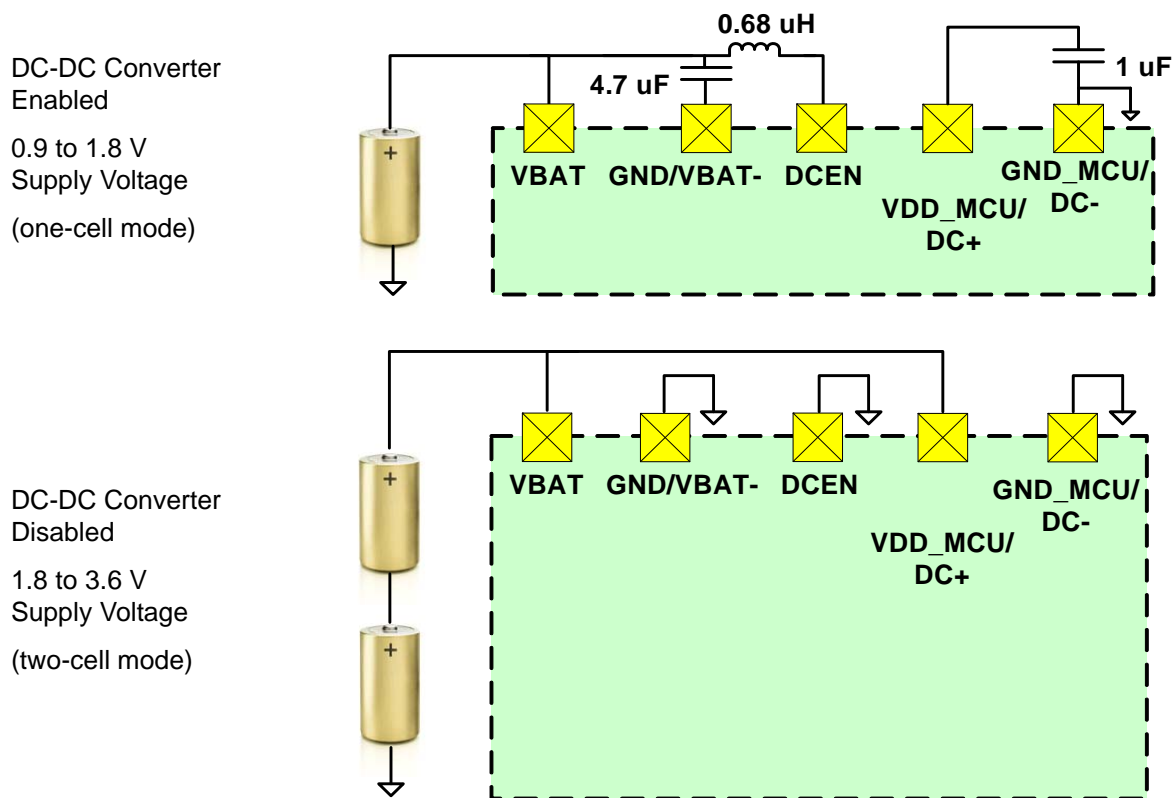 DC-DC Converter
Enabled
0.9 to 1.8 V
Supply Voltage
(one-cell mode)
0.68 uH
4.7 uF
1 uF
+
VBAT
GND/VBAT-
DCEN
VDD_MCU/
DC+
GND_MCU/
DC-
DC-DC Converter
Disabled
1.8 to 3.6 V
Supply Voltage
(two-cell mode)
+
+
VBAT
GND/VBAT-
DCEN
VDD_MCU/
DC+
GND_MCU/
DC-